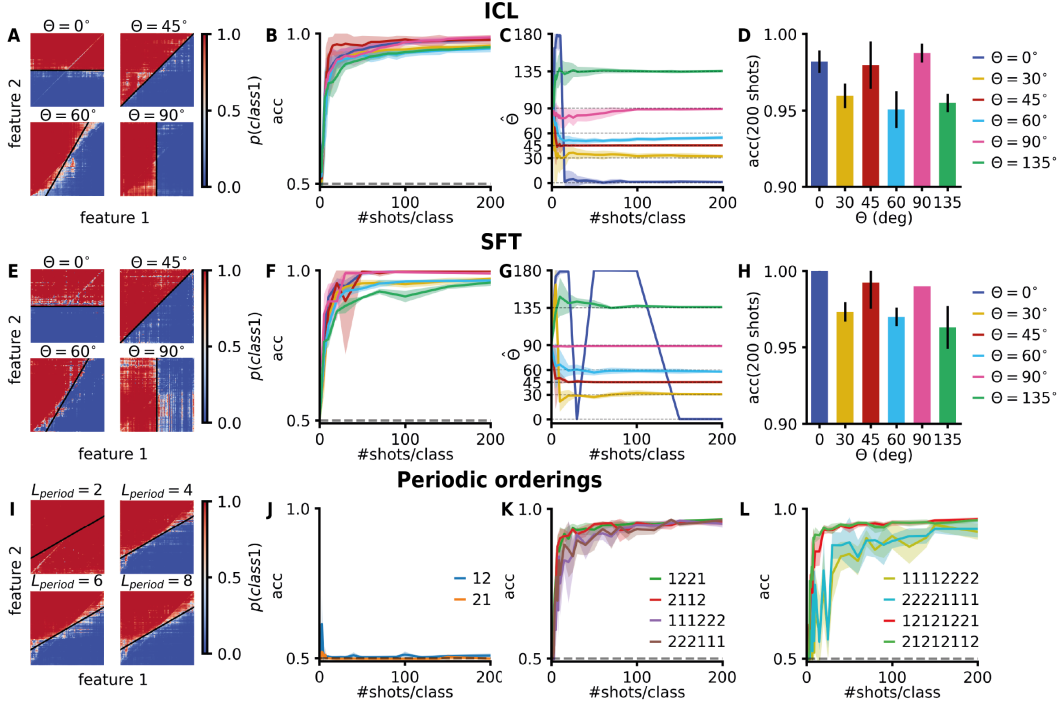 ICL
A
Θ = 0°
Θ = 45°
Θ = 60°
Θ = 90°
feature 2
feature 1
1.0
0.5
0.0
p(class1)
B
acc
1.0
0.5
0
100
200
#shots/class
C
Θ̂
135
90
60
45
30
0
0
100
200
#shots/class
D
acc(200 shots)
1.00
0.95
0.90
0
30
45
60
90
135
Θ (deg)
Θ = 0°
Θ = 30°
Θ = 45°
Θ = 60°
Θ = 90°
Θ = 135°
SFT
E
Θ = 0°
Θ = 45°
Θ = 60°
Θ = 90°
feature 2
feature 1
1.0
0.5
0.0
p(class1)
F
acc
1.0
0.5
0
100
200
#shots/class
G
Θ̂
135
90
60
45
30
0
0
100
200
#shots/class
H
acc(200 shots)
1.00
0.95
0.90
0
30
45
60
90
135
Θ (deg)
Θ = 0°
Θ = 30°
Θ = 45°
Θ = 60°
Θ = 90°
Θ = 135°
Periodic orderings
I
L_period = 2
L_period = 4
L_period = 6
L_period = 8
feature 2
feature 1
1.0
0.5
0.0
p(class1)
J
acc
1.0
0.5
0
100
200
#shots/class
12
21
K
acc
1.0
0.5
0
100
200
#shots/class
1221
2112
111222
222111
L
acc
1.0
0.5
0
100
200
#shots/class
11112222
22221111
12121221
21212112